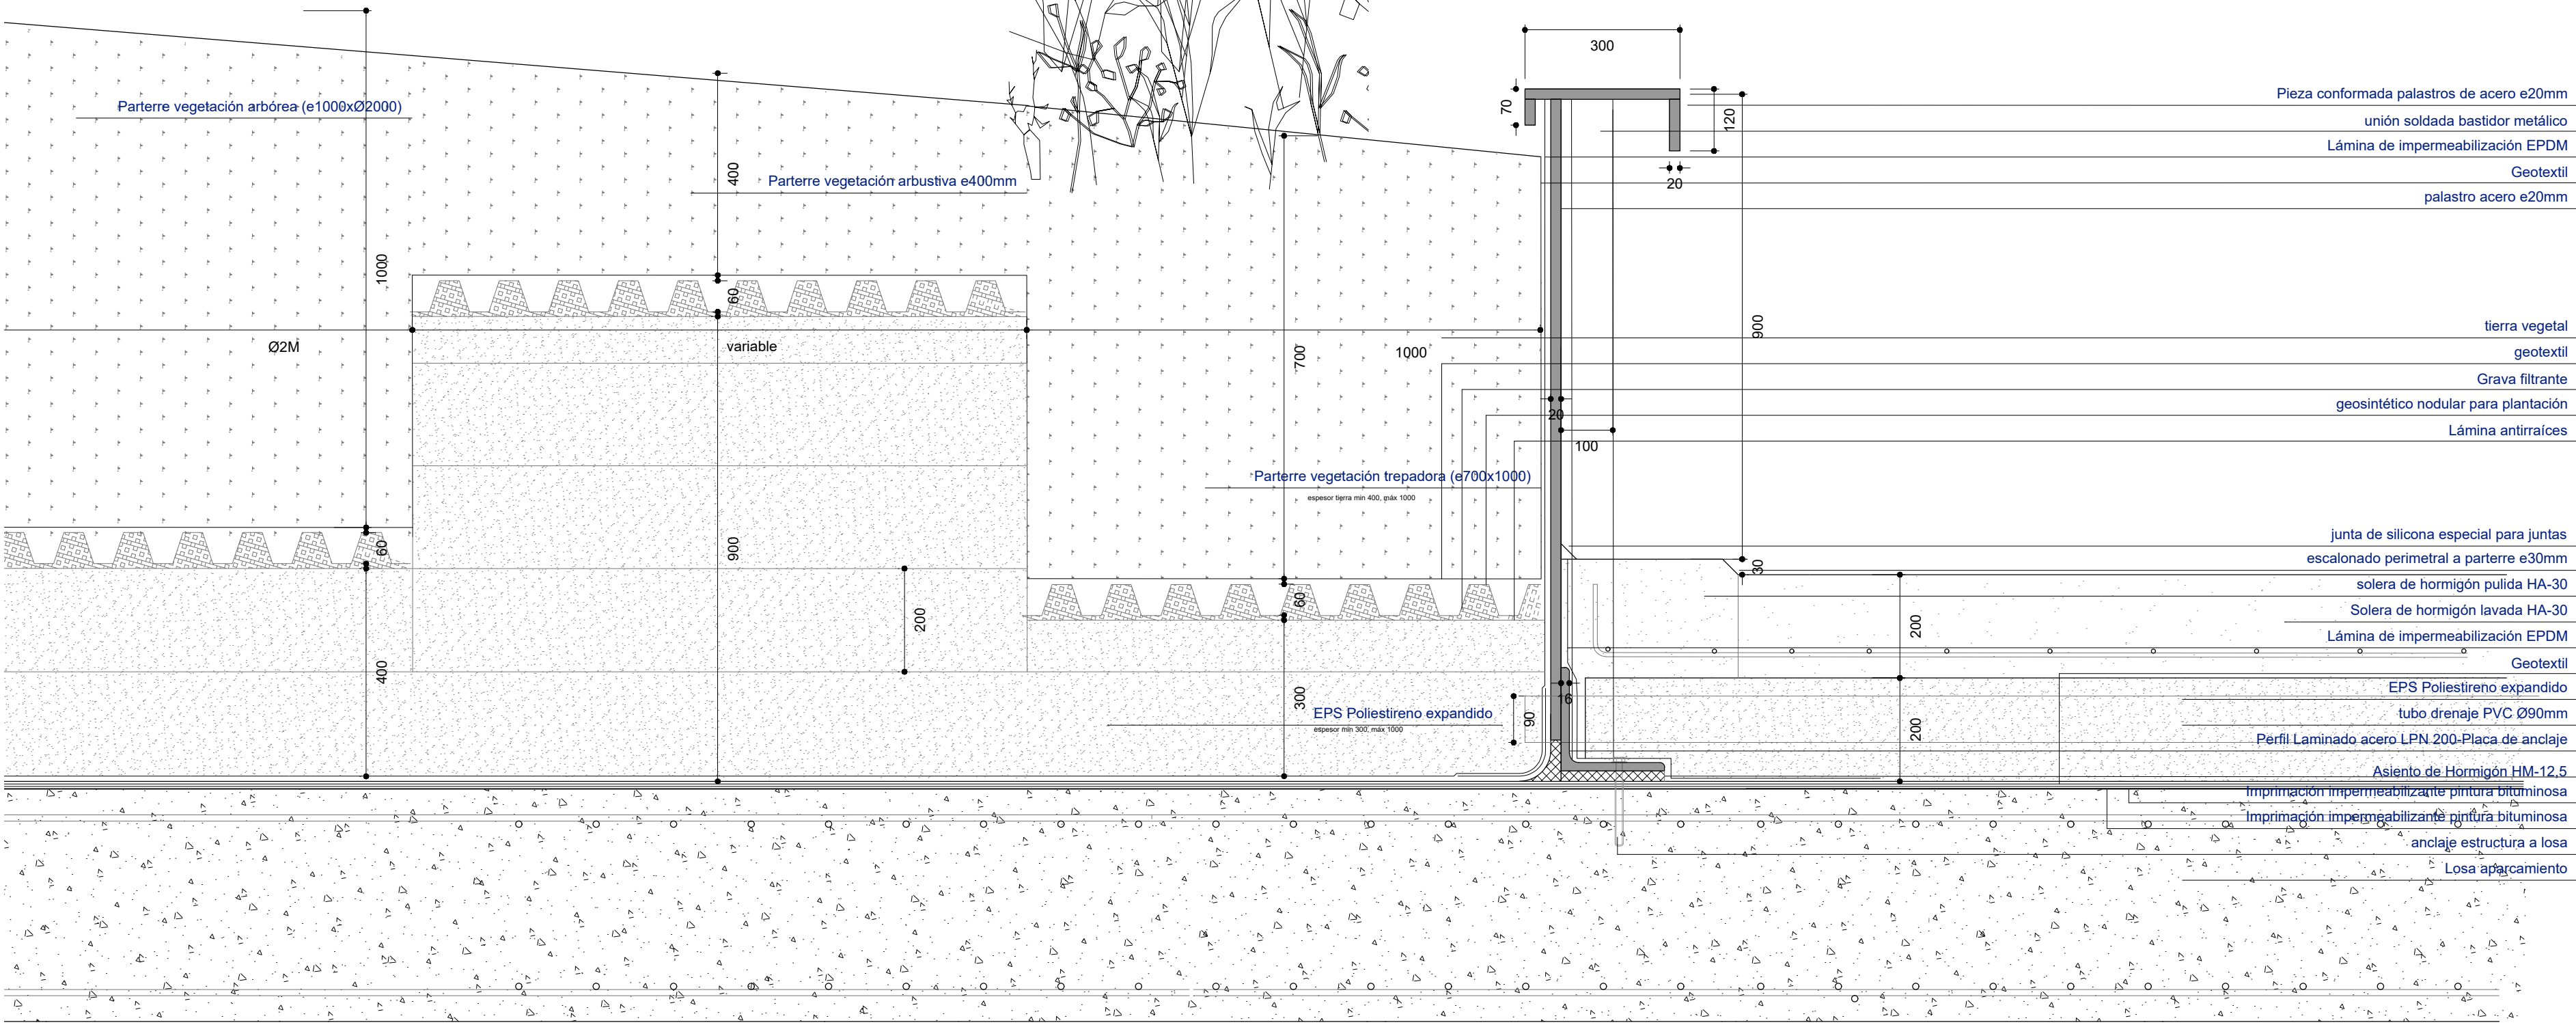 300
70
120
20
Pieza conformada palastros de acero e20mm
unión soldada bastidor metálico
Lámina de impermeabilización EPDM
Geotextil
palastro acero e20mm
Parterre vegetación arbórea (e1000xØ2000)
Parterre vegetación arbustiva e400mm
400
1000
60
Ø2M
variable
700
1000
900
20
100
tierra vegetal
geotextil
Grava filtrante
geosintético nodular para plantación
Lámina antirraíces
Parterre vegetación trepadora (e700x1000)
espesor tierra min 400, máx 1000
60
900
60
200
400
300
30
200
200
16
90
junta de silicona especial para juntas
escalonado perimetral a parterre e30mm
solera de hormigón pulida HA-30
Solera de hormigón lavada HA-30
Lámina de impermeabilización EPDM
Geotextil
EPS Poliestireno expandido
tubo drenaje PVC Ø90mm
Perfil Laminado acero LPN 200-Placa de anclaje
Asiento de Hormigón HM-12,5
Imprimación impermeabilizante pintura bituminosa
Imprimación impermeabilizante pintura bituminosa
anclaje estructura a losa
Losa aparcamiento
EPS Poliestireno expandido
espesor min 300, máx 1000